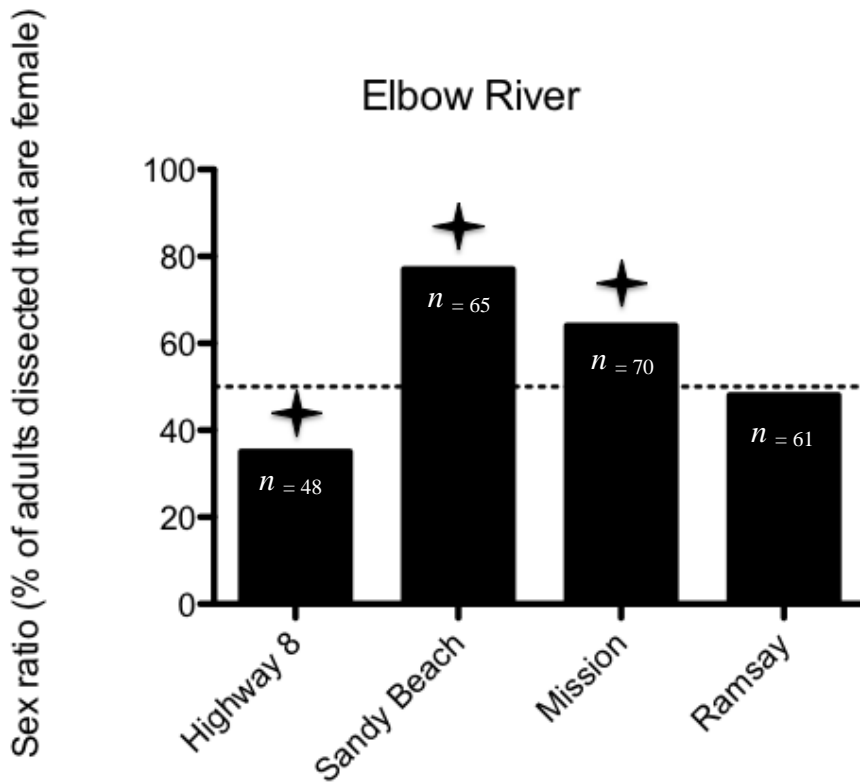 Elbow River
Sex ratio (% of adults dissected that are female)
100
80
60
40
20
0
n = 48
n = 65
n = 70
n = 61
Highway 8
Sandy Beach
Mission
Ramsay